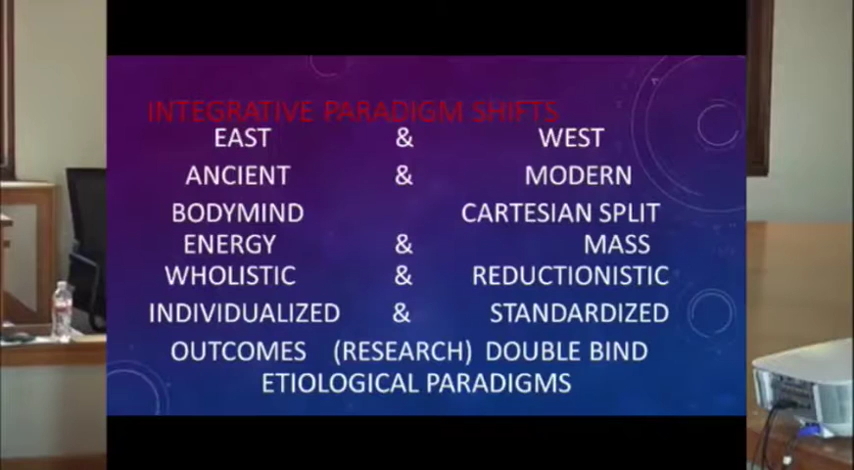 INTEGRATIVE PARADIGM SHIFTS
EAST & WEST
ANCIENT & MODERN
BODYMIND CARTESIAN SPLIT
ENERGY & MASS
WHOLISTIC & REDUCTIONISTIC
INDIVIDUALIZED & STANDARDIZED
OUTCOMES (RESEARCH) DOUBLE BIND
ETIOLOGICAL PARADIGMS